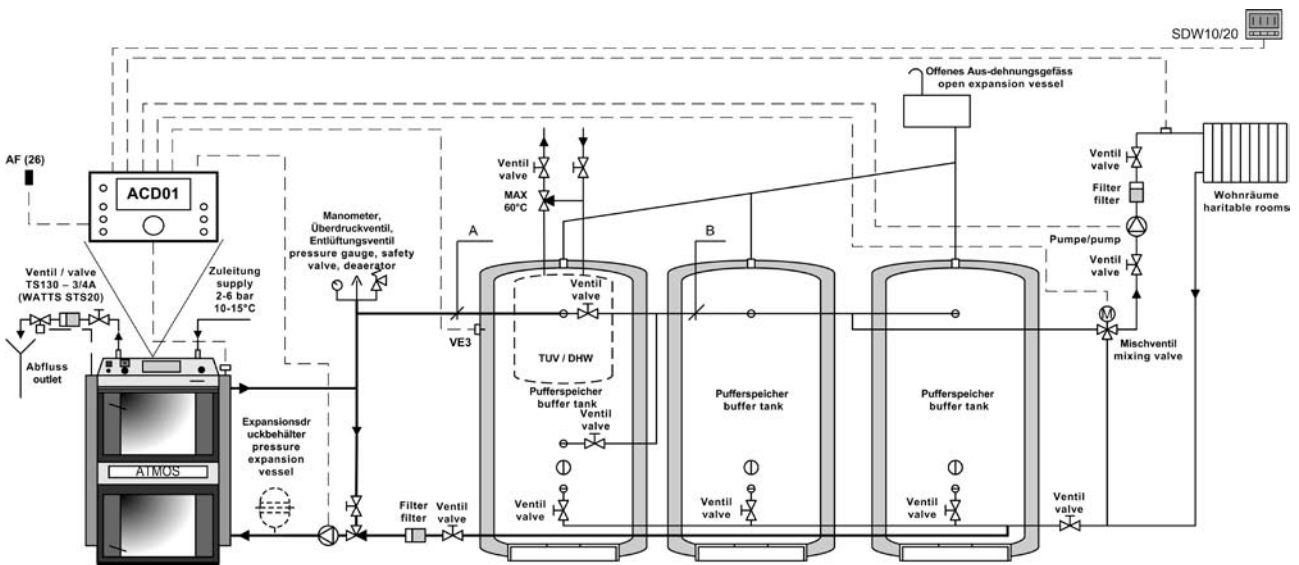 SDW10/20
Offenes Aus-dehnungsgefäss
open expansion vessel
AF (26)
ACD01
Ventil
valve
MAX
60°C
Ventil
valve
Filter
filter
Wohnräume
haritable rooms
Manometer,
Überdruckventil,
Entlüftungsventil
pressure gauge, safety
valve, deaerator
A
B
Pumpe/pump
Ventil
valve
Ventil / valve
TS130 – 3/4A
(WATTS STS20)
Zuleitung
supply
2-6 bar
10-15°C
Ventil
valve
M
VE3
Mischventil
mixing valve
Abfluss
outlet
TUV / DHW
Pufferspeicher
buffer tank
Pufferspeicher
buffer tank
Pufferspeicher
buffer tank
Ventil
valve
Expansionsdr
uckbehälter
pressure
expansion
vessel
ATMOS
Filter
filter
Ventil
valve
Ventil
valve
Ventil
valve
Ventil
valve
Ventil
valve